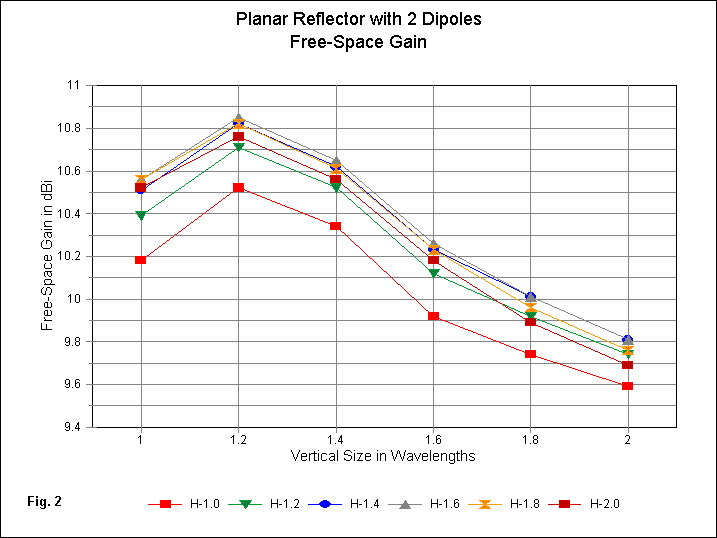 Planar Reflector with 2 Dipoles
Free-Space Gain
Free-Space Gain in dBi
11
10.8
10.6
10.4
10.2
10
9.8
9.6
9.4
1 1.2 1.4 1.6 1.8 2
Vertical Size in Wavelengths
Fig. 2
H-1.0 H-1.2 H-1.4 H-1.6 H-1.8 H-2.0